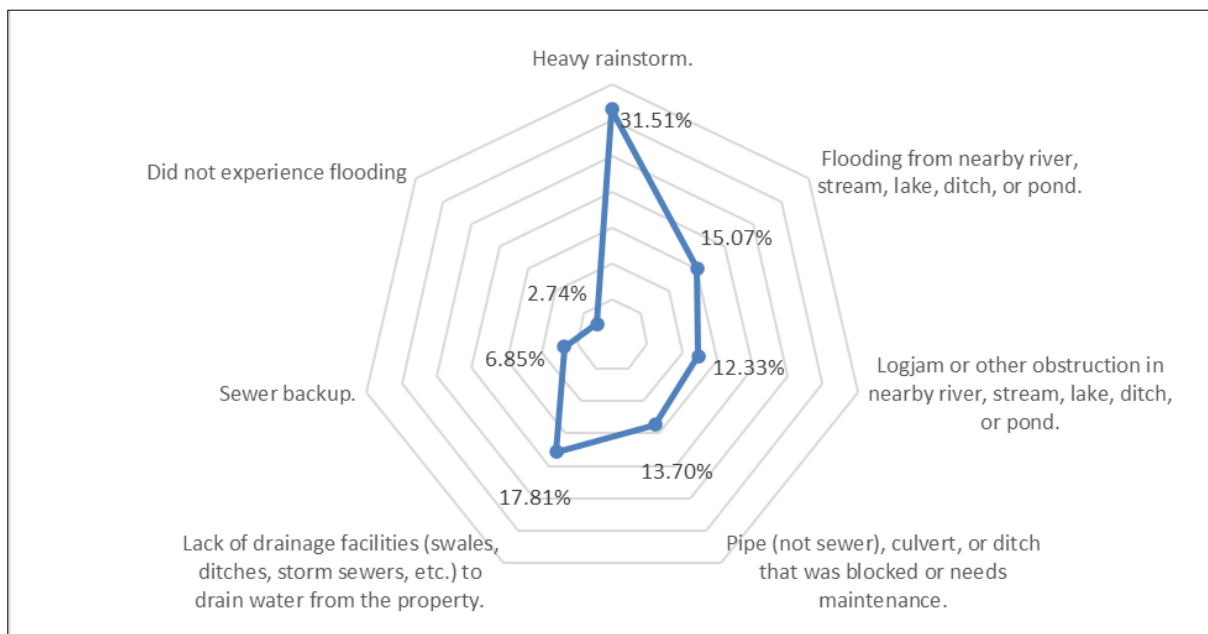 Heavy rainstorm.
31.51%
Flooding from nearby river,
stream, lake, ditch, or pond.
15.07%
Logjam or other obstruction in
nearby river, stream, lake, ditch,
or pond.
12.33%
Pipe (not sewer), culvert, or ditch
that was blocked or needs
maintenance.
13.70%
Lack of drainage facilities (swales,
ditches, storm sewers, etc.) to
drain water from the property.
17.81%
Sewer backup.
6.85%
Did not experience flooding
2.74%